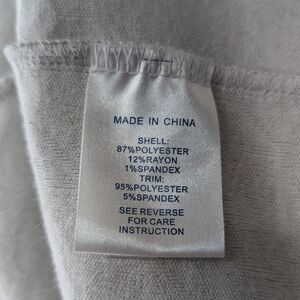 MADE IN CHINA
SHELL:
87%POLYESTER
12%RAYON
1%SPANDEX
TRIM:
95%POLYESTER
5%SPANDEX
SEE REVERSE
FOR CARE
INSTRUCTION